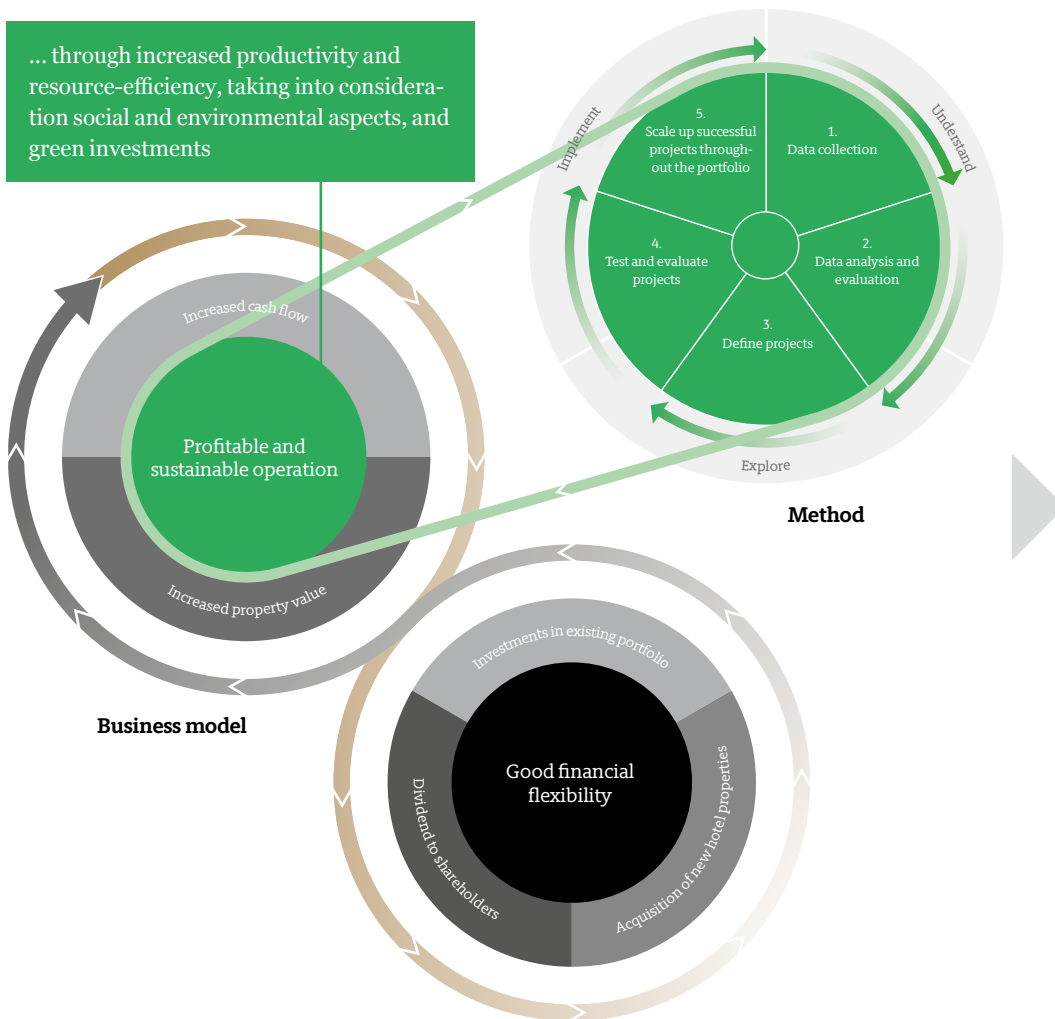 ... through increased productivity and
resource-efficiency, taking into considera-
tion social and environmental aspects, and
green investments
Implement
Understand
Explore
5.
Scale up successful
projects through-
out the portfolio
1.
Data collection
4.
Test and evaluate
projects
2.
Data analysis and
evaluation
3.
Define projects
Method
Increased cash flow
Profitable and
sustainable operation
Increased property value
Business model
Investments in existing portfolio
Good financial
flexibility
Dividend to shareholders
Acquisition of new hotel properties